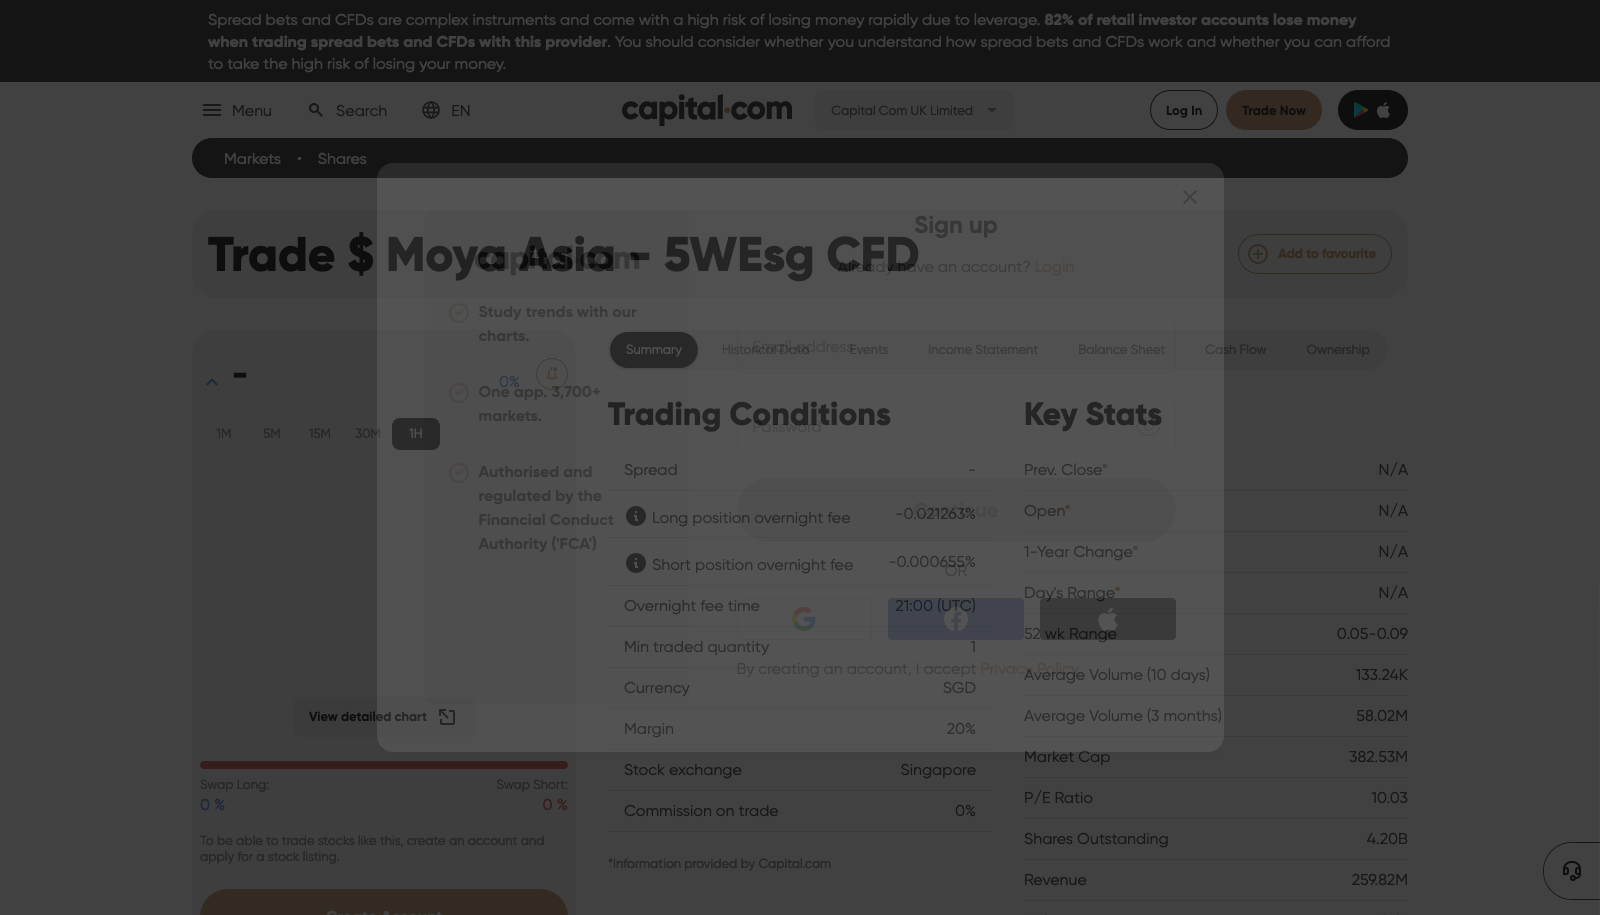 Spread bets and CFDs are complex instruments and come with a high risk of losing money rapidly due to leverage. 82% of retail investor accounts lose money
when trading spread bets and CFDs with this provider. You should consider whether you understand how spread bets and CFDs work and whether you can afford
to take the high risk of losing your money.
Menu
Search
EN
capital.com
Capital Com UK Limited
Log In
Trade Now
Markets • Shares
Trade $ Moya Asia - 5WEsg CFD
Add to favourite
Sign up
capital.com
Already have an account? Login
Study trends with our
charts.
One app. 3,700+
markets.
Authorised and
regulated by the
Financial Conduct
Authority ('FCA')
Email address
Password
Continue
OR
By creating an account, I accept Privacy Policy
Summary
Historical Data
Events
Income Statement
Balance Sheet
Cash Flow
Ownership
-
0%
1M
5M
15M
30M
1H
View detailed chart
Swap Long:
0 %
Swap Short:
0 %
To be able to trade stocks like this, create an account and
apply for a stock listing.
Create Account
Trading Conditions
Spread -
Long position overnight fee -0.021263%
Short position overnight fee -0.000655%
Overnight fee time 21:00 (UTC)
Min traded quantity 1
Currency SGD
Margin 20%
Stock exchange Singapore
Commission on trade 0%
*Information provided by Capital.com
Key Stats
Prev. Close* N/A
Open* N/A
1-Year Change* N/A
Day's Range* N/A
52 wk Range 0.05-0.09
Average Volume (10 days) 133.24K
Average Volume (3 months) 58.02M
Market Cap 382.53M
P/E Ratio 10.03
Shares Outstanding 4.20B
Revenue 259.82M